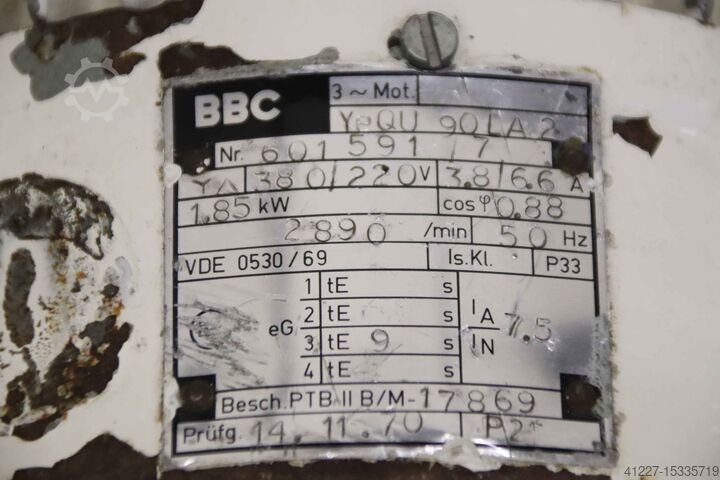 BBC 3 ~ Mot.
YeQU 90LA 2
Nr. 601591/7
380/220 V 3.8/6.6 A
1.85 kW cos φ 0.88
2890 /min 50 Hz
VDE 0530/69 Is.Kl. P33
1 tE s
2 tE s
eG 3 tE 9 s IA/IN 7.5
4 tE s
Besch. PTB II B/M-17869
Prüfg. 14.11.70
41227-15335719